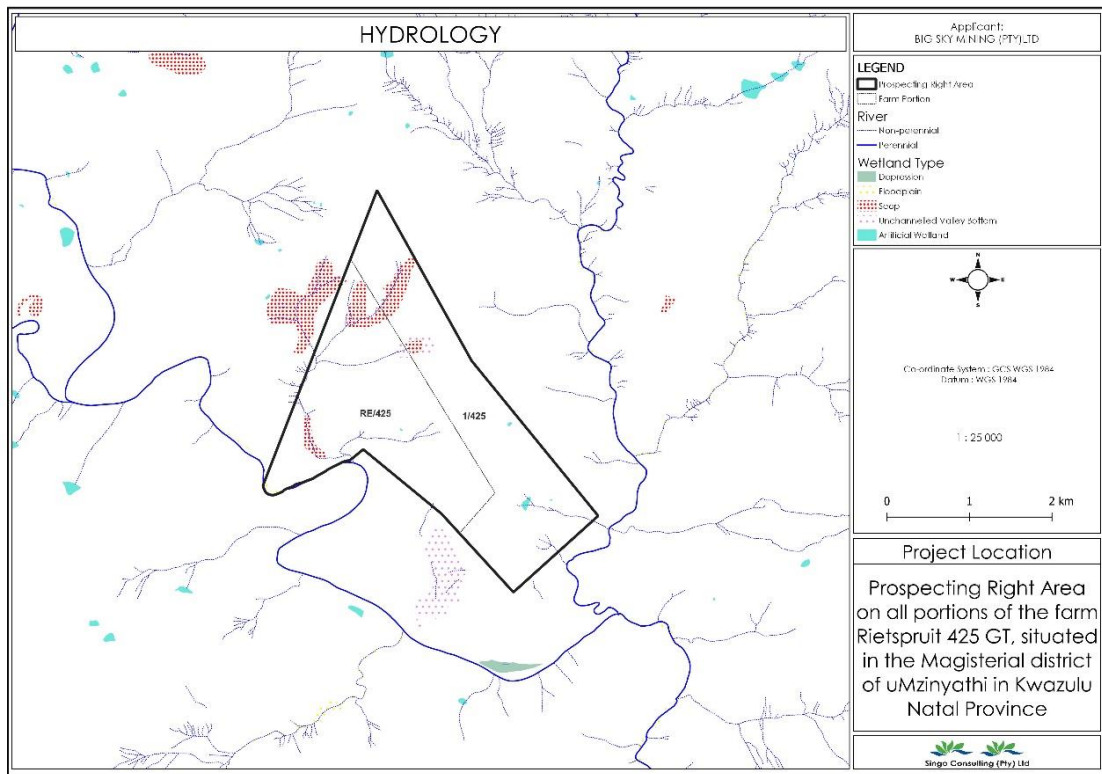 HYDROLOGY
Applicant:
BIG SKY MINING (PTY)LTD
LEGEND
Prospecting Right Area
Farm Portion
River
Non-perennial
Perennial
Wetland Type
Depression
Floodplain
Seep
Unchannelled Valley Bottom
Artificial Wetland
N
W
E
S
Co-ordinate System : GCS WGS 1984
Datum : WGS 1984
1 : 25 000
0 1 2 km
RE/425
1/425
Project Location
Prospecting Right Area
on all portions of the farm
Rietspruit 425 GT, situated
in the Magisterial district
of uMzinyathi in Kwazulu
Natal Province
Singo Consulting (Pty) Ltd